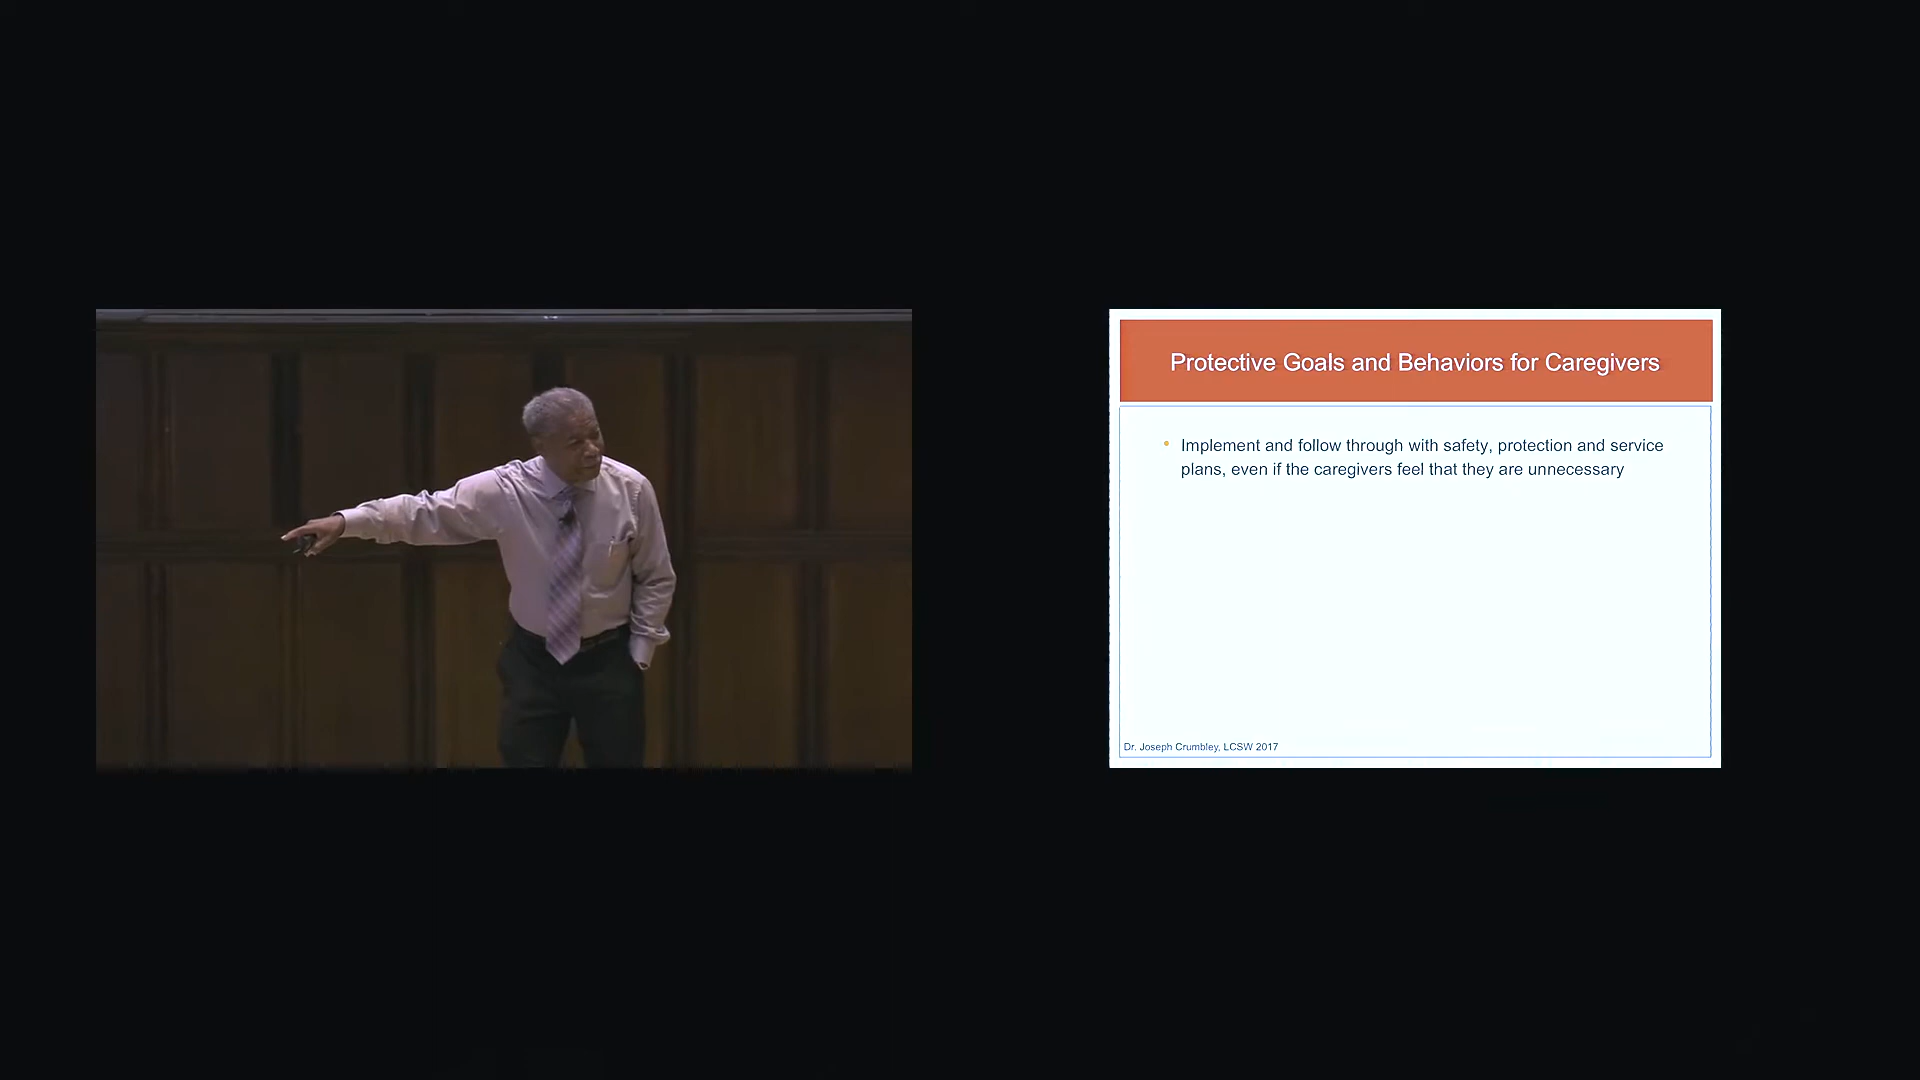 Protective Goals and Behaviors for Caregivers
• Implement and follow through with safety, protection and service
plans, even if the caregivers feel that they are unnecessary
Dr. Joseph Crumbley, LCSW 2017